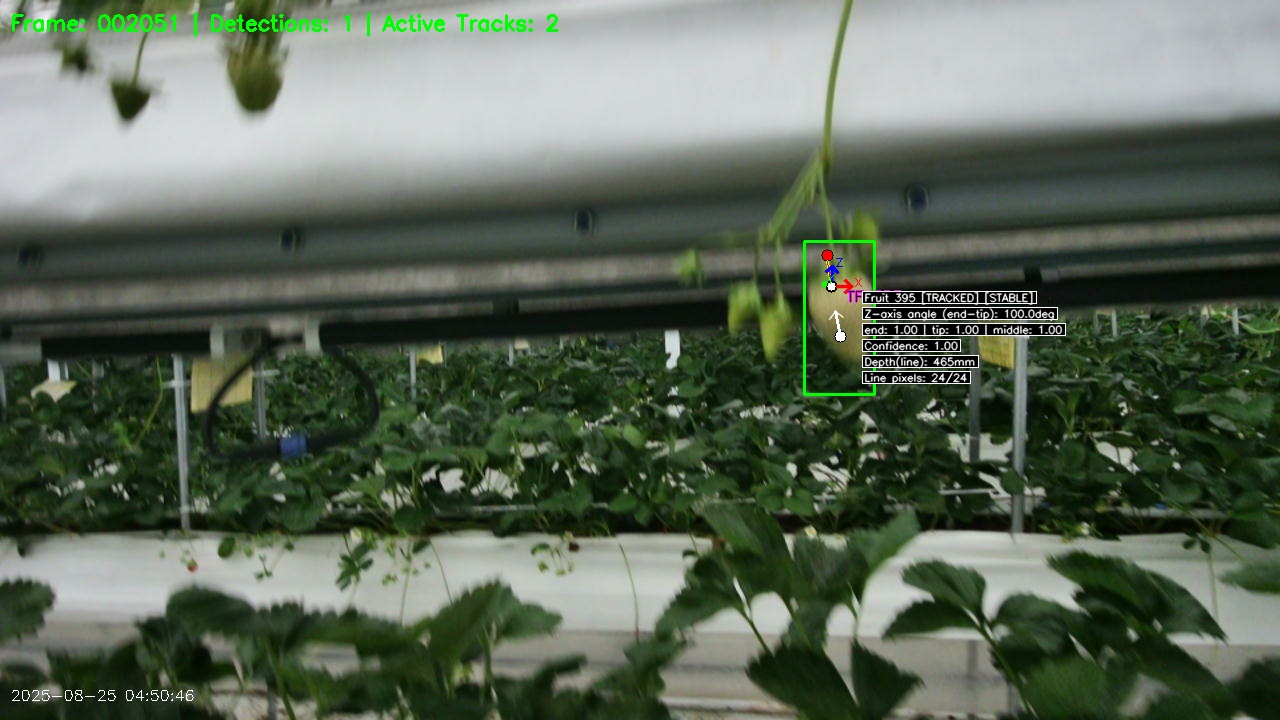 Frame: 002051 | Detections: 1 | Active Tracks: 2
Z
X
Fruit 395 [TRACKED] [STABLE]
Z-axis angle (end-tip): 100.0deg
end: 1.00 | tip: 1.00 | middle: 1.00
Confidence: 1.00
Depth(line): 465mm
Line pixels: 24/24
2025-08-25 04:50:46